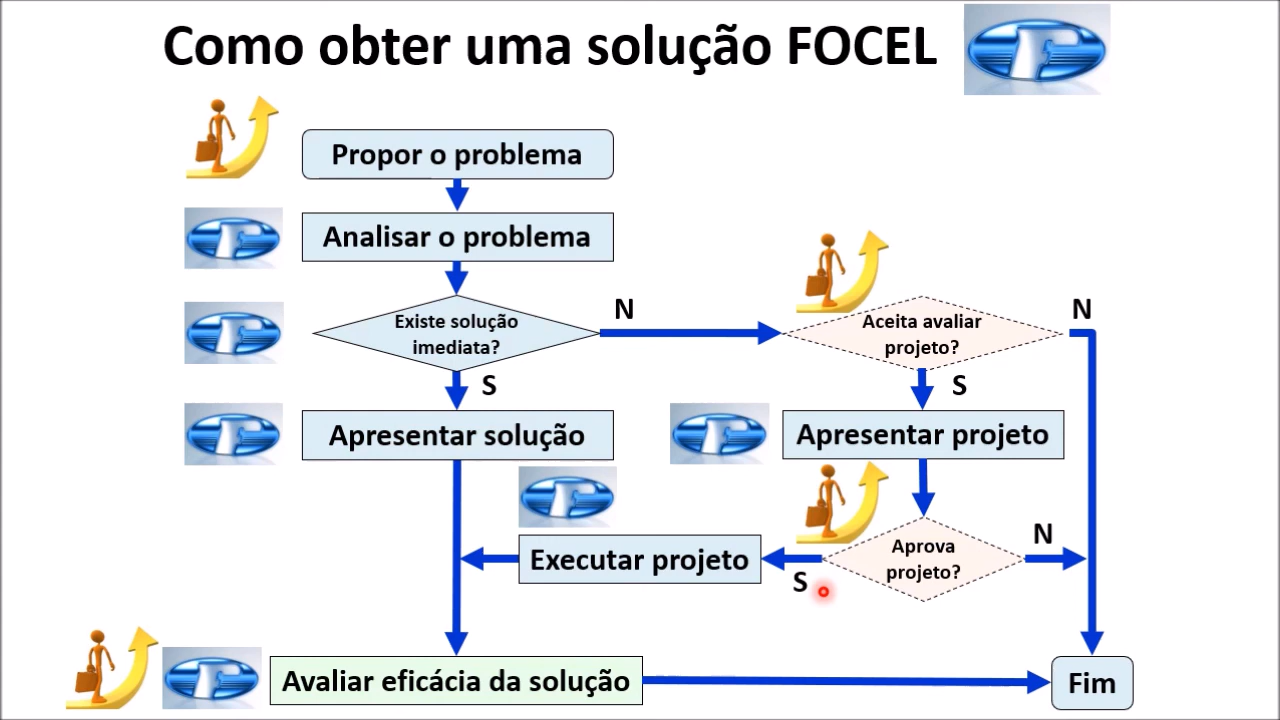 Como obter uma solução FOCEL
Propor o problema
Analisar o problema
Existe solução
imediata?
N
Aceita avaliar
projeto?
N
S
S
Apresentar solução
Apresentar projeto
Executar projeto
S
Aprova
projeto?
N
Avaliar eficácia da solução
Fim